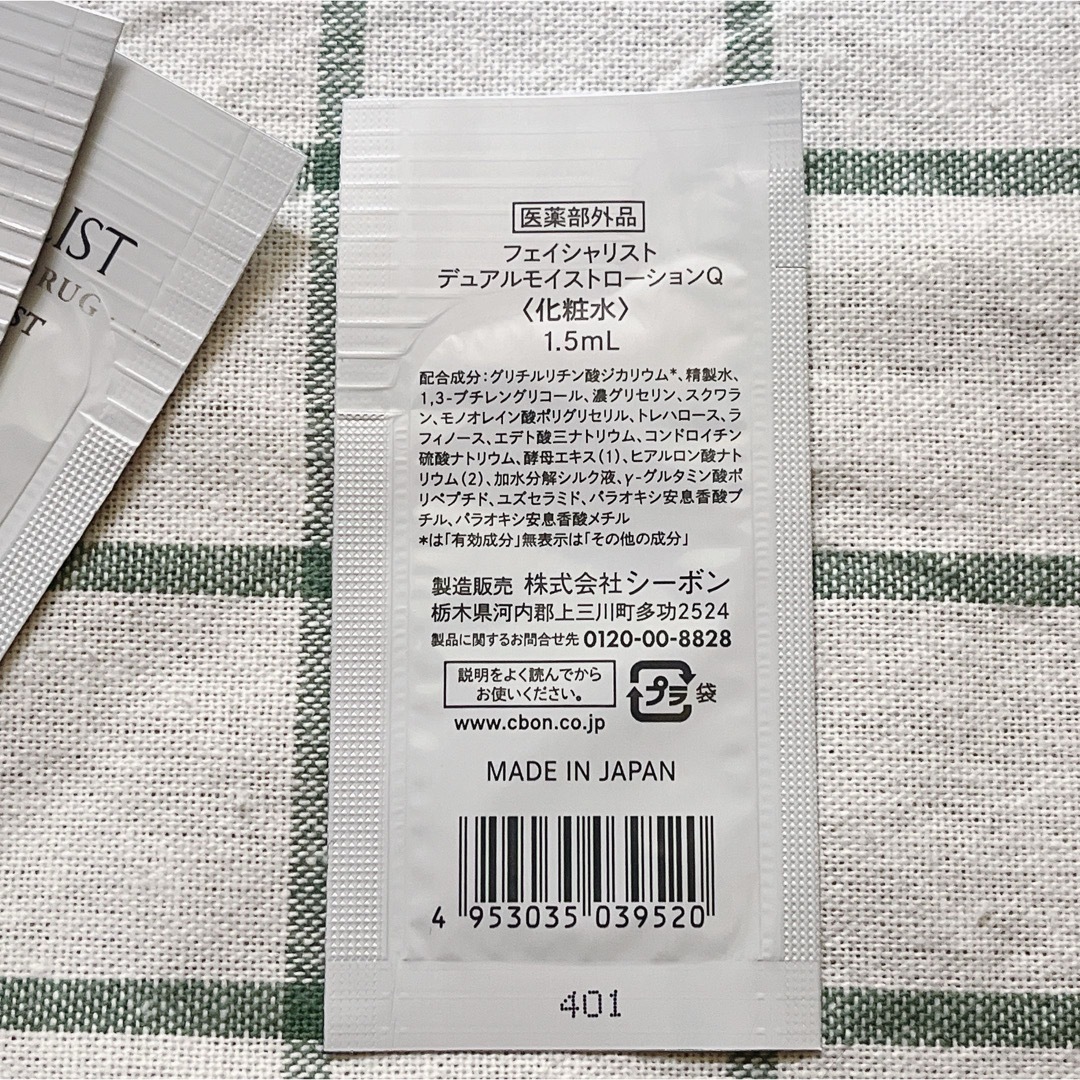 IST
RUG
ST
医薬部外品
フェイシャリスト
デュアルモイストローションQ
〈化粧水〉
1.5mL
配合成分:グリチルリチン酸ジカリウム*、精製水、
1,3-ブチレングリコール、濃グリセリン、スクワラ
ン、モノオレイン酸ポリグリセリル、トレハロース、ラ
フィノース、エデト酸三ナトリウム、コンドロイチン
硫酸ナトリウム、酵母エキス(1)、ヒアルロン酸ナト
リウム(2)、加水分解シルク液、γ-グルタミン酸ポ
リペプチド、ユズセラミド、パラオキシ安息香酸ブ
チル、パラオキシ安息香酸メチル
*は「有効成分」無表示は「その他の成分」
製造販売 株式会社シーボン
栃木県河内郡上三川町多功2524
製品に関するお問合せ先 0120-00-8828
説明をよく読んでから
お使いください。
プラ 袋
www.cbon.co.jp
MADE IN JAPAN
4 953035 039520
401